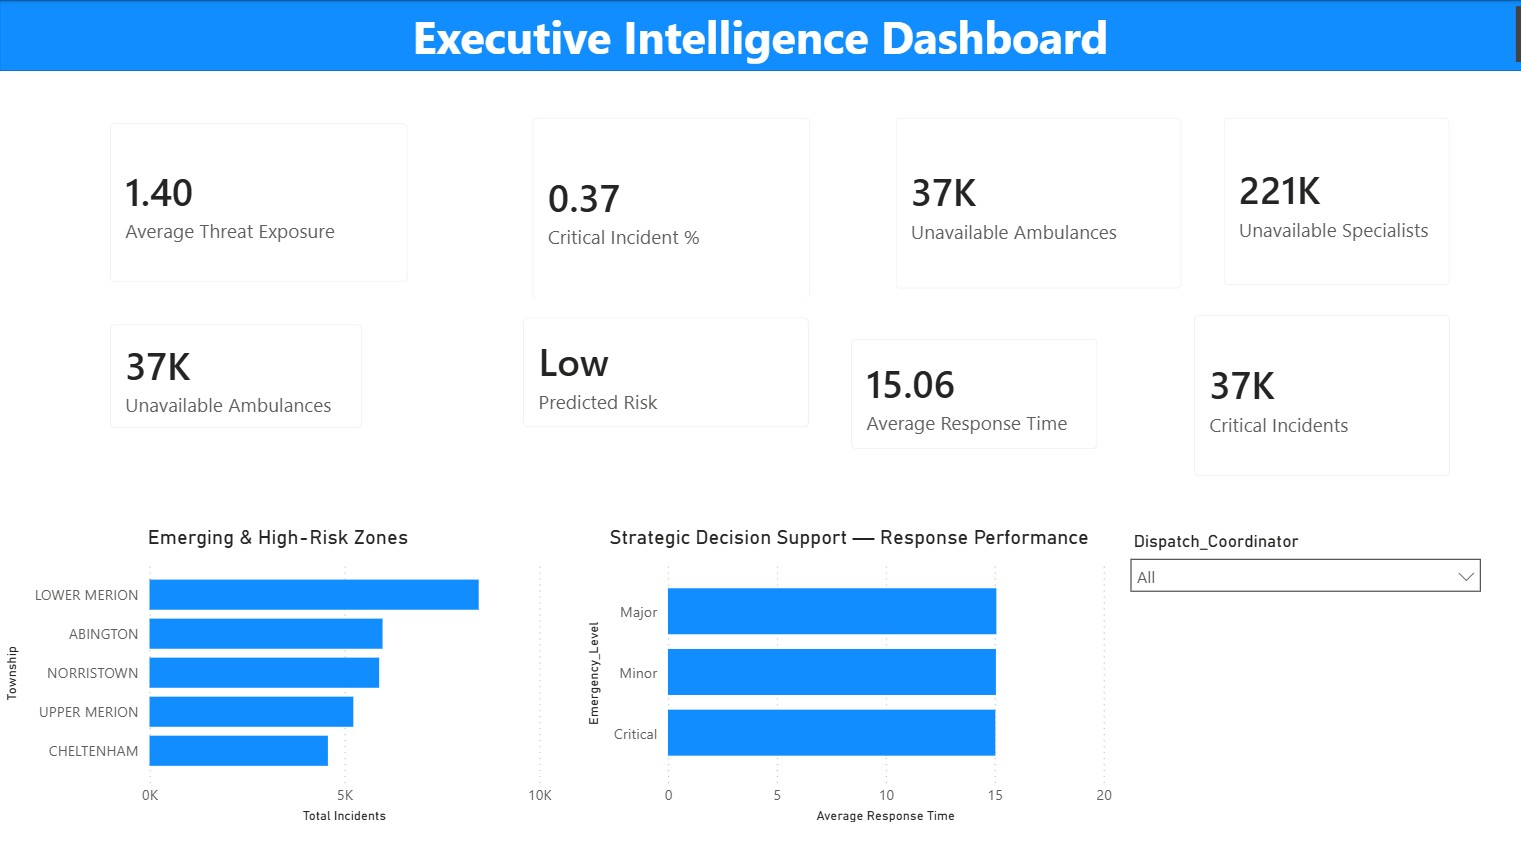 Executive Intelligence Dashboard
1.40
Average Threat Exposure
0.37
Critical Incident %
37K
Unavailable Ambulances
221K
Unavailable Specialists
37K
Unavailable Ambulances
Low
Predicted Risk
15.06
Average Response Time
37K
Critical Incidents
Emerging & High-Risk Zones
Township
LOWER MERION
ABINGTON
NORRISTOWN
UPPER MERION
CHELTENHAM
0K
5K
10K
Total Incidents
Strategic Decision Support — Response Performance
Emergency_Level
Major
Minor
Critical
0
5
10
15
20
Average Response Time
Dispatch_Coordinator
All